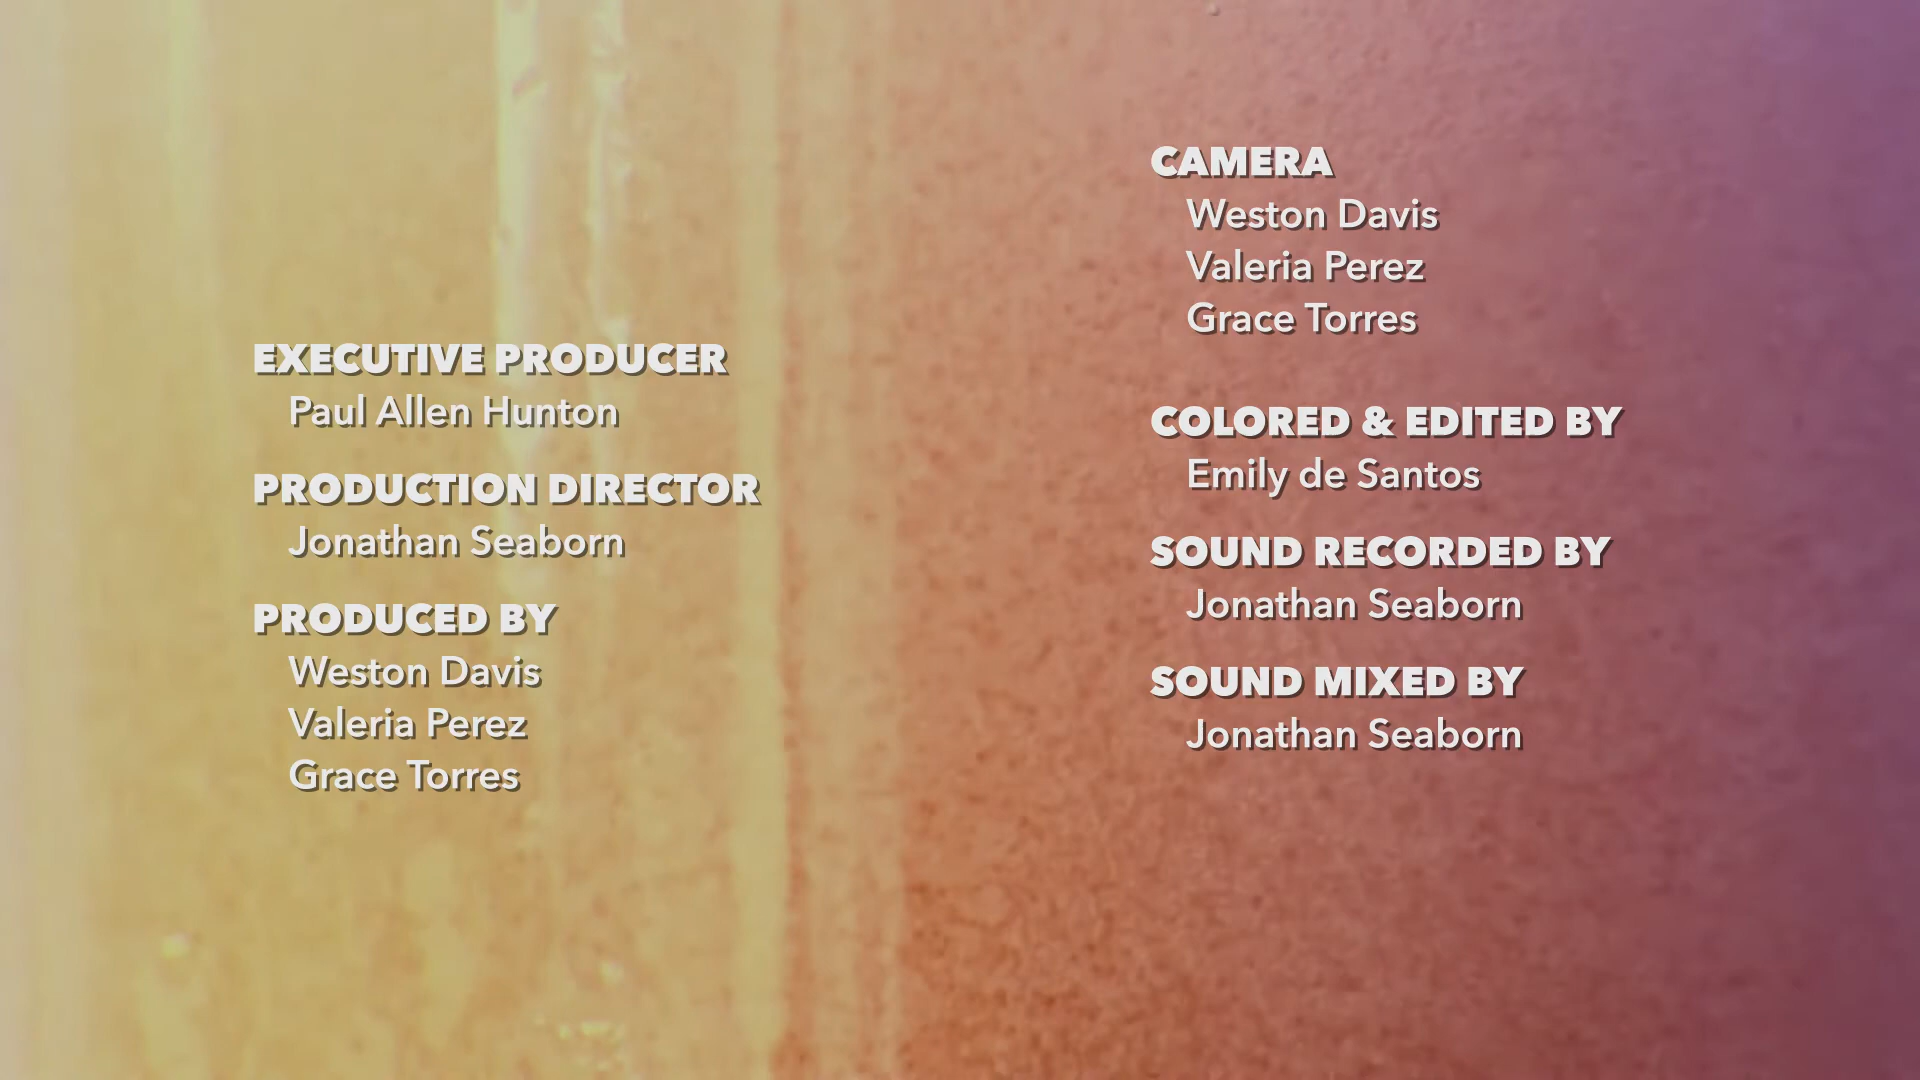 EXECUTIVE PRODUCER
Paul Allen Hunton
PRODUCTION DIRECTOR
Jonathan Seaborn
PRODUCED BY
Weston Davis
Valeria Perez
Grace Torres
CAMERA
Weston Davis
Valeria Perez
Grace Torres
COLORED & EDITED BY
Emily de Santos
SOUND RECORDED BY
Jonathan Seaborn
SOUND MIXED BY
Jonathan Seaborn